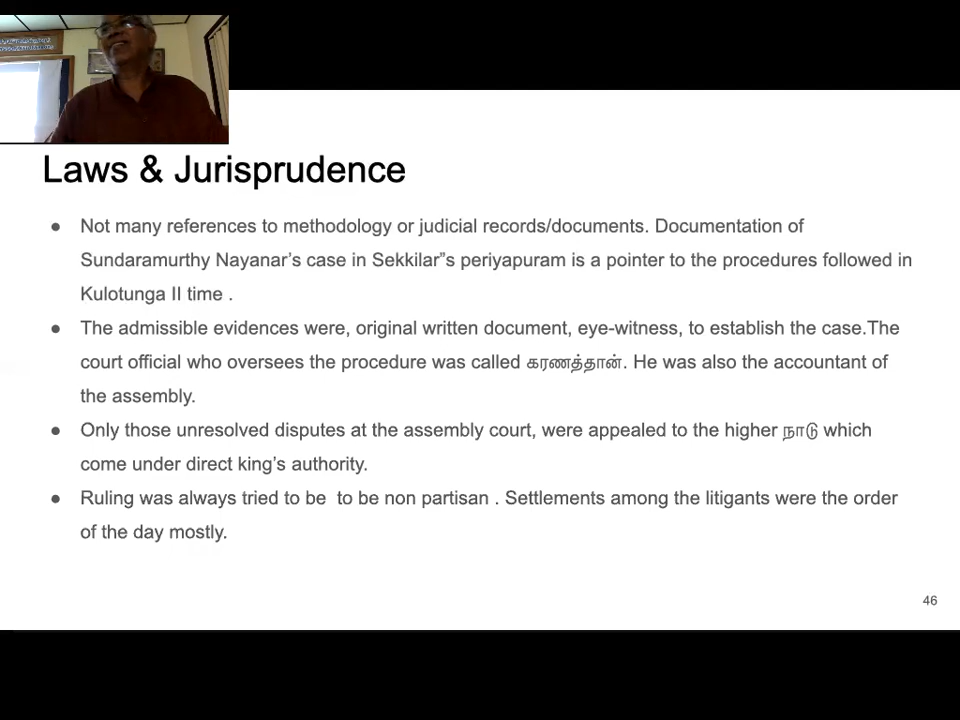 Laws & Jurisprudence
● Not many references to methodology or judicial records/documents. Documentation of
Sundaramurthy Nayanar’s case in Sekkilar”s periyapuram is a pointer to the procedures followed in
Kulotunga II time .
● The admissible evidences were, original written document, eye-witness, to establish the case.The
court official who oversees the procedure was called கரணத்தான். He was also the accountant of
the assembly.
● Only those unresolved disputes at the assembly court, were appealed to the higher நாடு which
come under direct king’s authority.
● Ruling was always tried to be  to be non partisan . Settlements among the litigants were the order
of the day mostly.
46